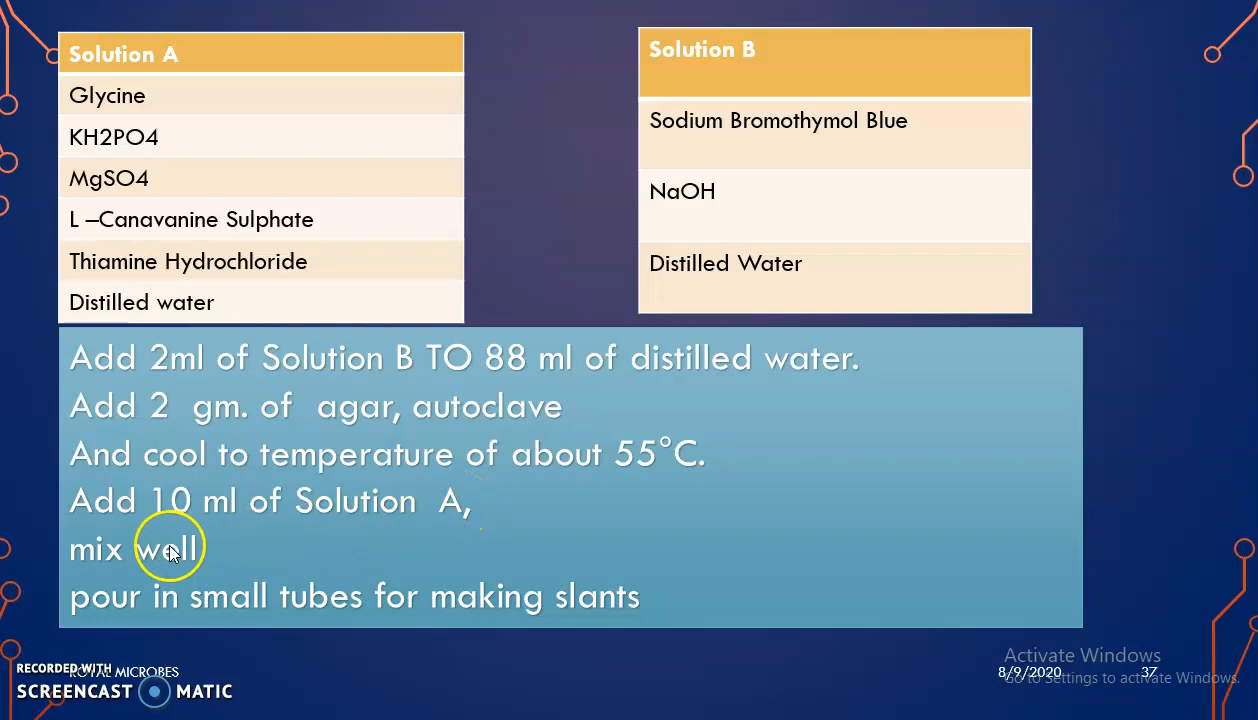 Solution A
Glycine
KH2PO4
MgSO4
L –Canavanine Sulphate
Thiamine Hydrochloride
Distilled water
Solution B
Sodium Bromothymol Blue
NaOH
Distilled Water
Add 2ml of Solution B TO 88 ml of distilled water.
Add 2 gm. of agar, autoclave
And cool to temperature of about 55°C.
Add 10 ml of Solution A,
mix well
pour in small tubes for making slants
RECORDED WITH
MICROBES
SCREENCAST MATIC
8/9/2020
37
Activate Windows
Go to Settings to activate Windows.